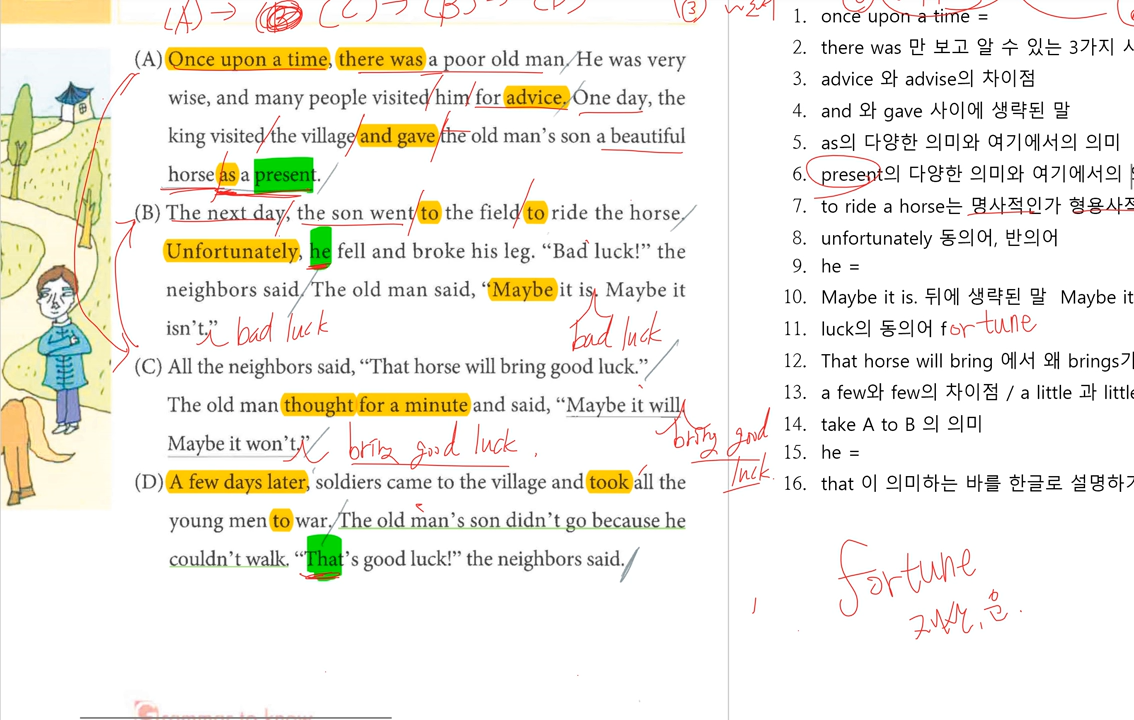 (A) → (B) (C) → (B) → (D)
(A) Once upon a time, there was a poor old man. He was very
wise, and many people visited him for advice. One day, the
king visited the village and gave the old man's son a beautiful
horse as a present.
(B) The next day, the son went to the field to ride the horse.
Unfortunately, he fell and broke his leg. "Bad luck!" the
neighbors said. The old man said, "Maybe it is. Maybe it
isn't." bad luck
bad luck
(C) All the neighbors said, "That horse will bring good luck."
The old man thought for a minute and said, "Maybe it will.
Maybe it won't." bring good luck.
bring good
luck.
(D) A few days later, soldiers came to the village and took all the
young men to war. The old man's son didn't go because he
couldn't walk. "That's good luck!" the neighbors said.
Grammar to know
③
1. once upon a time =
2. there was 만 보고 알 수 있는 3가지
3. advice 와 advise의 차이점
4. and 와 gave 사이에 생략된 말
5. as의 다양한 의미와 여기에서의 의미
6. present의 다양한 의미와 여기에서의
7. to ride a horse는 명사적인가 형용사적
8. unfortunately 동의어, 반의어
9. he =
10. Maybe it is. 뒤에 생략된 말 Maybe it
11. luck의 동의어 fortune
12. That horse will bring 에서 왜 brings가
13. a few와 few의 차이점 / a little 과 little
14. take A to B 의 의미
15. he =
16. that 이 의미하는 바를 한글로 설명하기
fortune
재산, 운.